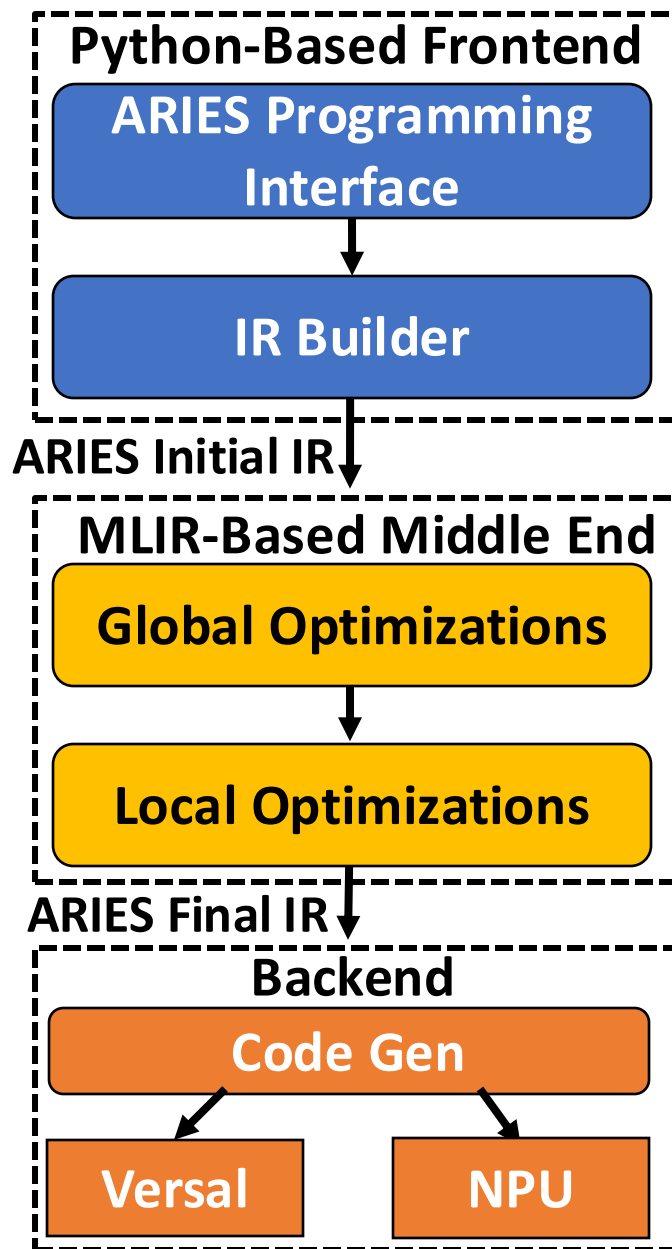 Python-Based Frontend
ARIES Programming
Interface
IR Builder
ARIES Initial IR
MLIR-Based Middle End
Global Optimizations
Local Optimizations
ARIES Final IR
Backend
Code Gen
Versal
NPU